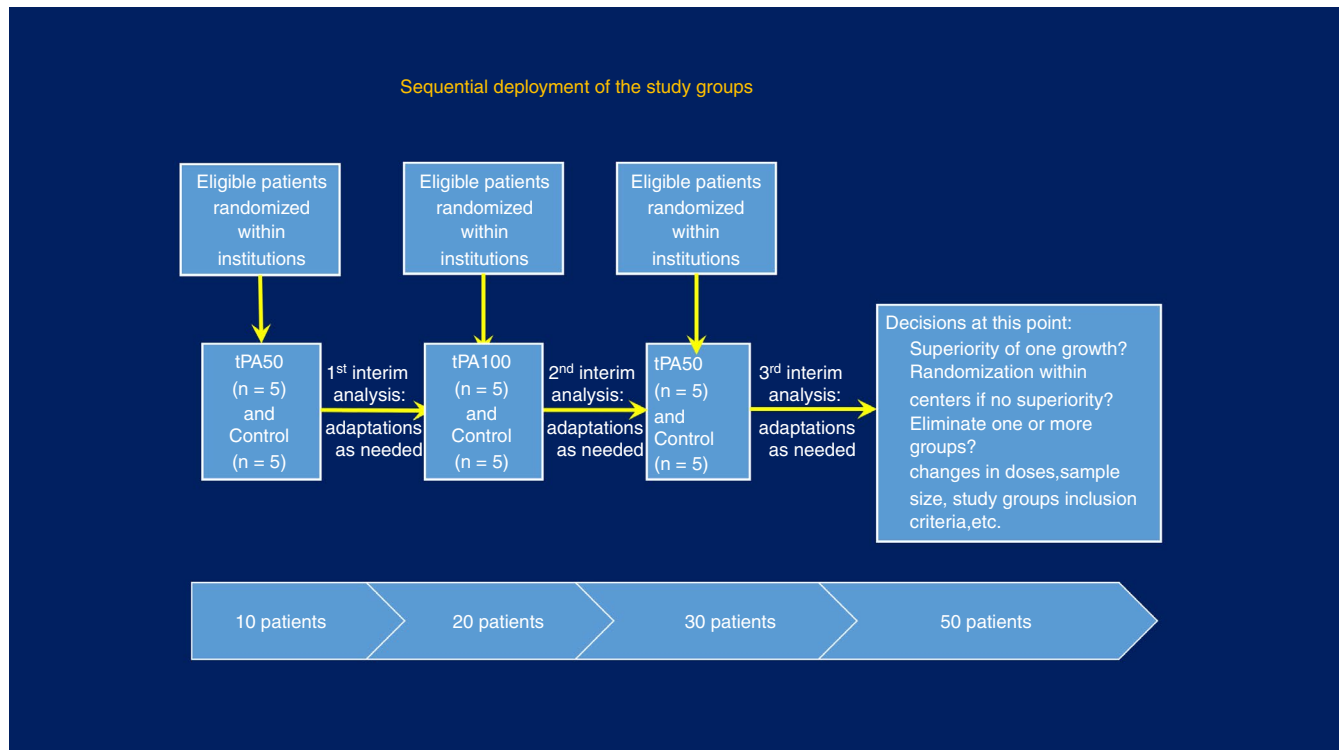 Sequential deployment of the study groups
Eligible patients
randomized
within
institutions
Eligible patients
randomized
within
institutions
Eligible patients
randomized
within
institutions
tPA50
(n = 5)
and
Control
(n = 5)
1st interim
analysis:
adaptations
as needed
tPA100
(n = 5)
and
Control
(n = 5)
2nd interim
analysis:
adaptations
as needed
tPA50
(n = 5)
and
Control
(n = 5)
3rd interim
analysis:
adaptations
as needed
Decisions at this point:
Superiority of one growth?
Randomization within
centers if no superiority?
Eliminate one or more
groups?
changes in doses,sample
size, study groups inclusion
criteria,etc.
10 patients
20 patients
30 patients
50 patients